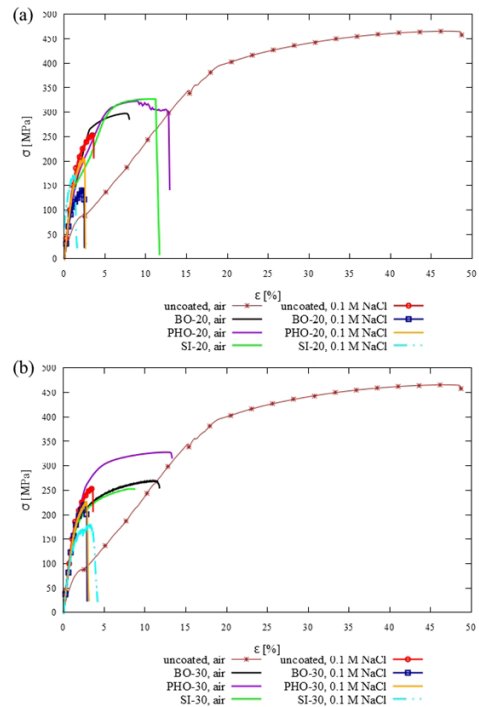 (a)
500
450
400
350
300
250
200
150
100
50
0
σ [MPa]
0 5 10 15 20 25 30 35 40 45 50
ε [%]
uncoated, air uncoated, 0.1 M NaCl
BO-20, air BO-20, 0.1 M NaCl
PHO-20, air PHO-20, 0.1 M NaCl
SI-20, air SI-20, 0.1 M NaCl
(b)
500
450
400
350
300
250
200
150
100
50
0
σ [MPa]
0 5 10 15 20 25 30 35 40 45 50
ε [%]
uncoated, air uncoated, 0.1 M NaCl
BO-30, air BO-30, 0.1 M NaCl
PHO-30, air PHO-30, 0.1 M NaCl
SI-30, air SI-30, 0.1 M NaCl